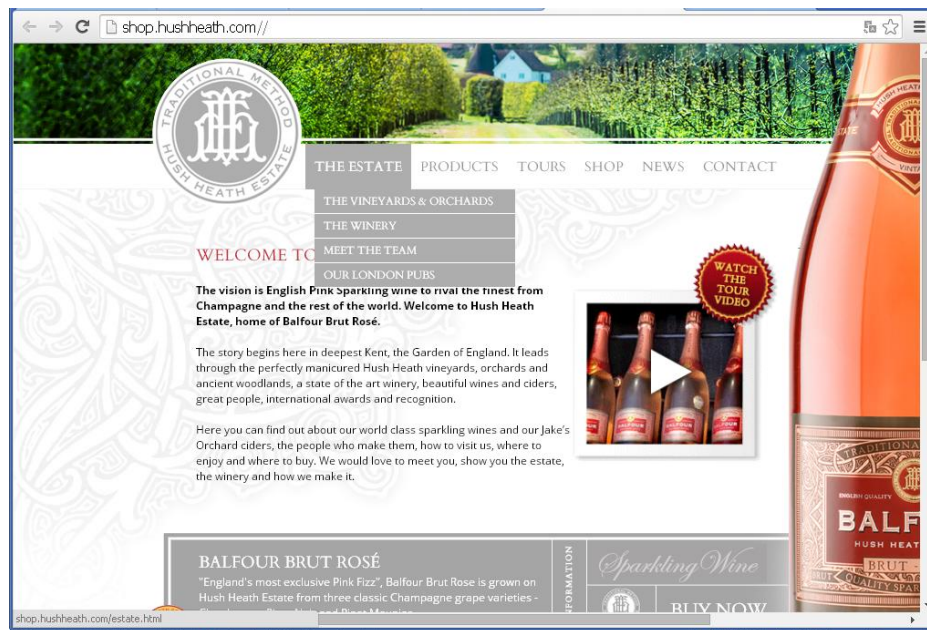 shop.hushheath.com//
TRADITIONAL METHOD
HUSH HEATH ESTATE
THE ESTATE PRODUCTS TOURS SHOP NEWS CONTACT
THE VINEYARDS & ORCHARDS
THE WINERY
MEET THE TEAM
OUR LONDON PUBS
WELCOME TO
The vision is English Pink Sparkling wine to rival the finest from
Champagne and the rest of the world. Welcome to Hush Heath
Estate, home of Balfour Brut Rosé.
The story begins here in deepest Kent, the Garden of England. It leads
through the perfectly manicured Hush Heath vineyards, orchards and
ancient woodlands, a state of the art winery, beautiful wines and ciders,
great people, international awards and recognition.
Here you can find out about our world class sparkling wines and our Jake's
Orchard ciders, the people who make them, how to visit us, where to
enjoy and where to buy. We would love to meet you, show you the estate,
the winery and how we make it.
WATCH
THE
TOUR
VIDEO
BALFOUR BRUT ROSÉ
"England's most exclusive Pink Fizz", Balfour Brut Rose is grown on
Hush Heath Estate from three classic Champagne grape varieties -
Sparkling Wine
BUY NOW
HUSH HEATH
VINTA
TRADITIONA
ENGLISH QUALITY
BALF
HUSH HEAT
BRUT
QUALITY SPAR
shop.hushheath.com/estate.html